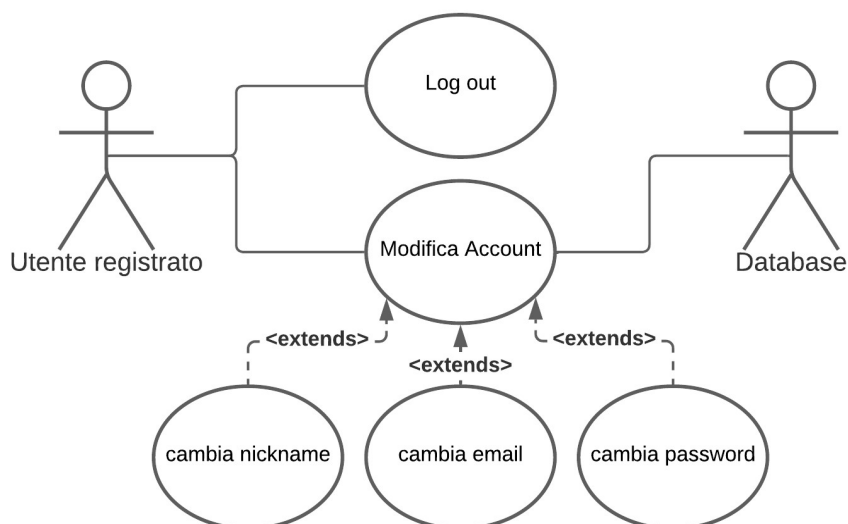 Log out
Utente registrato
Modifica Account
Database
<extends>
<extends>
<extends>
cambia nickname
cambia email
cambia password